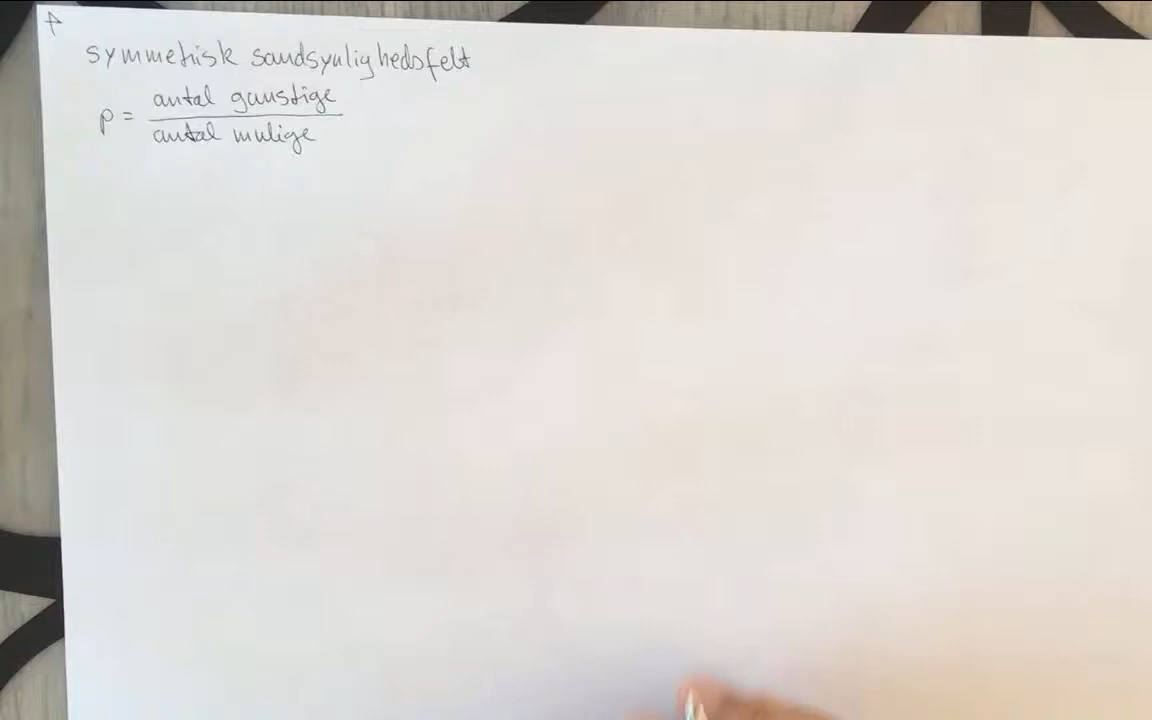 A
symmetrisk sandsynlighedsfelt
p = antal gunstige
antal mulige